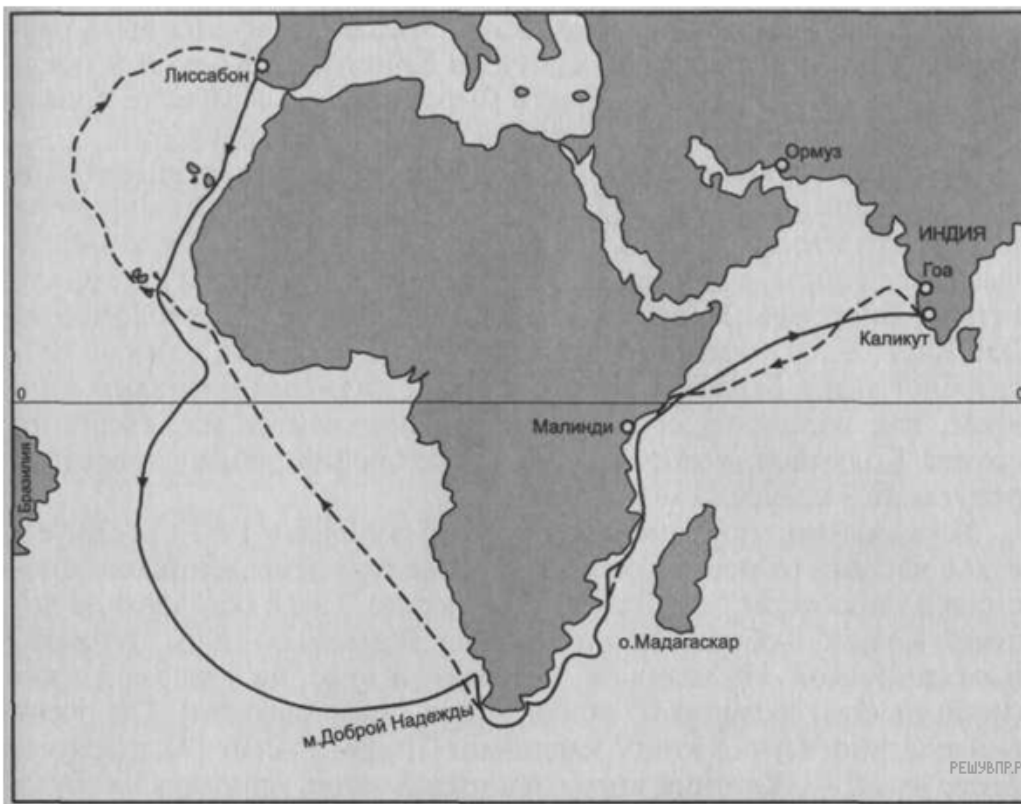 Лиссабон
Ормуз
ИНДИЯ
Гоа
Каликут
0
Малинди
Бразилия
о.Мадагаскар
м.Доброй Надежды
РЕШУВПР.Р